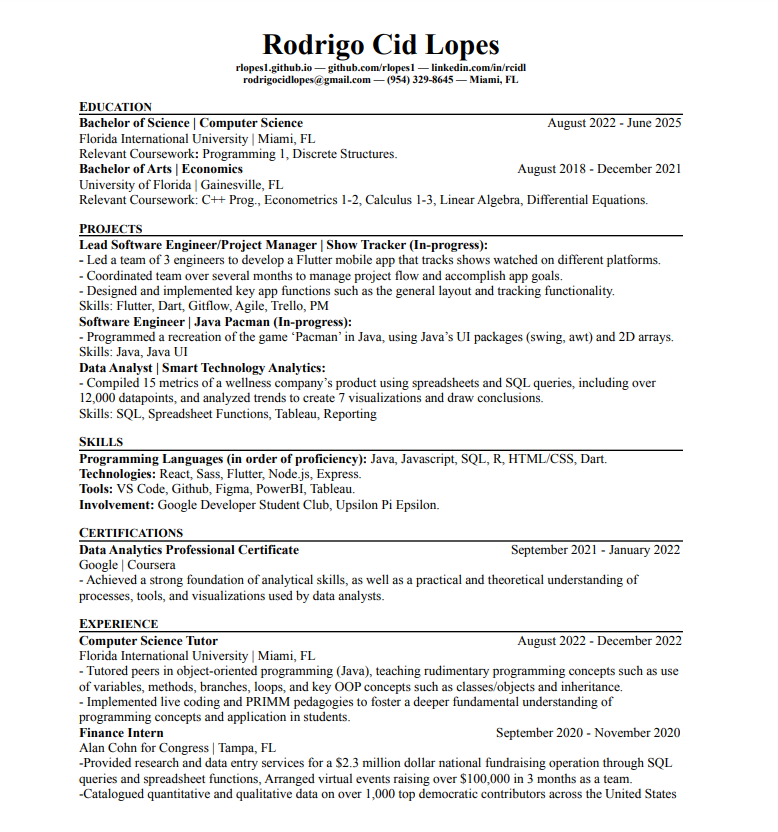 Rodrigo Cid Lopes
rlopes1.github.io — github.com/rlopes1 — linkedin.com/in/rcidl
rodrigocidlopes@gmail.com — (954) 329-8645 — Miami, FL
EDUCATION
Bachelor of Science | Computer Science August 2022 - June 2025
Florida International University | Miami, FL
Relevant Coursework: Programming 1, Discrete Structures.
Bachelor of Arts | Economics August 2018 - December 2021
University of Florida | Gainesville, FL
Relevant Coursework: C++ Prog., Econometrics 1-2, Calculus 1-3, Linear Algebra, Differential Equations.
PROJECTS
Lead Software Engineer/Project Manager | Show Tracker (In-progress):
- Led a team of 3 engineers to develop a Flutter mobile app that tracks shows watched on different platforms.
- Coordinated team over several months to manage project flow and accomplish app goals.
- Designed and implemented key app functions such as the general layout and tracking functionality.
Skills: Flutter, Dart, Gitflow, Agile, Trello, PM
Software Engineer | Java Pacman (In-progress):
- Programmed a recreation of the game ‘Pacman’ in Java, using Java’s UI packages (swing, awt) and 2D arrays.
Skills: Java, Java UI
Data Analyst | Smart Technology Analytics:
- Compiled 15 metrics of a wellness company’s product using spreadsheets and SQL queries, including over
12,000 datapoints, and analyzed trends to create 7 visualizations and draw conclusions.
Skills: SQL, Spreadsheet Functions, Tableau, Reporting
SKILLS
Programming Languages (in order of proficiency): Java, Javascript, SQL, R, HTML/CSS, Dart.
Technologies: React, Sass, Flutter, Node.js, Express.
Tools: VS Code, Github, Figma, PowerBI, Tableau.
Involvement: Google Developer Student Club, Upsilon Pi Epsilon.
CERTIFICATIONS
Data Analytics Professional Certificate September 2021 - January 2022
Google | Coursera
- Achieved a strong foundation of analytical skills, as well as a practical and theoretical understanding of
processes, tools, and visualizations used by data analysts.
EXPERIENCE
Computer Science Tutor August 2022 - December 2022
Florida International University | Miami, FL
- Tutored peers in object-oriented programming (Java), teaching rudimentary programming concepts such as use
of variables, methods, branches, loops, and key OOP concepts such as classes/objects and inheritance.
- Implemented live coding and PRIMM pedagogies to foster a deeper fundamental understanding of
programming concepts and application in students.
Finance Intern September 2020 - November 2020
Alan Cohn for Congress | Tampa, FL
-Provided research and data entry services for a $2.3 million dollar national fundraising operation through SQL
queries and spreadsheet functions, Arranged virtual events raising over $100,000 in 3 months as a team.
-Catalogued quantitative and qualitative data on over 1,000 top democratic contributors across the United States